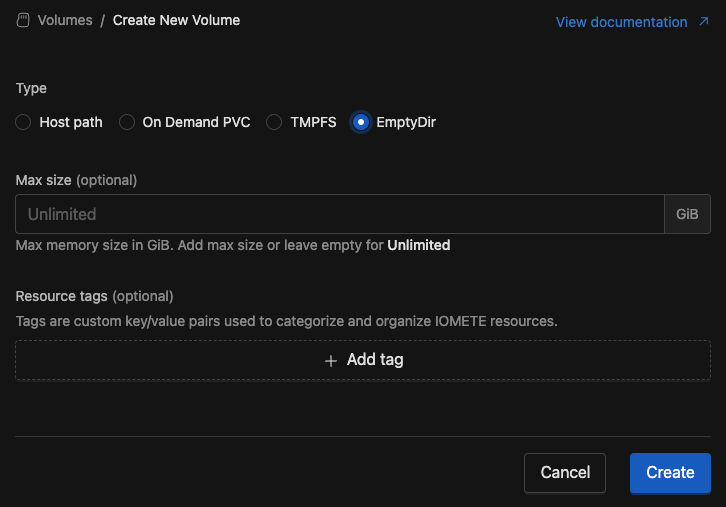 Volumes / Create New Volume
View documentation
Type
Host path On Demand PVC TMPFS EmptyDir
Max size (optional)
Unlimited GiB
Max memory size in GiB. Add max size or leave empty for Unlimited
Resource tags (optional)
Tags are custom key/value pairs used to categorize and organize IOMETE resources.
+ Add tag
Cancel Create